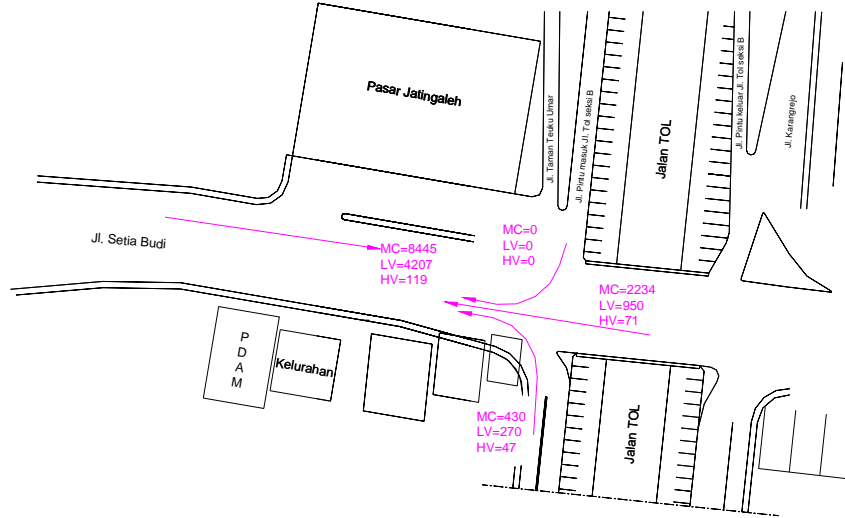 Pasar Jatingaleh
Jl. Taman Teuku Umar
Jl. Pintu masuk Jl. Tol seksi B
Jalan TOL
Jl. Pintu keluar Jl. Tol seksi B
Jl. Karangrejo
Jl. Setia Budi
MC=8445
LV=4207
HV=119
MC=0
LV=0
HV=0
MC=2234
LV=950
HV=71
P
D
A
M
Kelurahan
MC=430
LV=270
HV=47
Jalan TOL